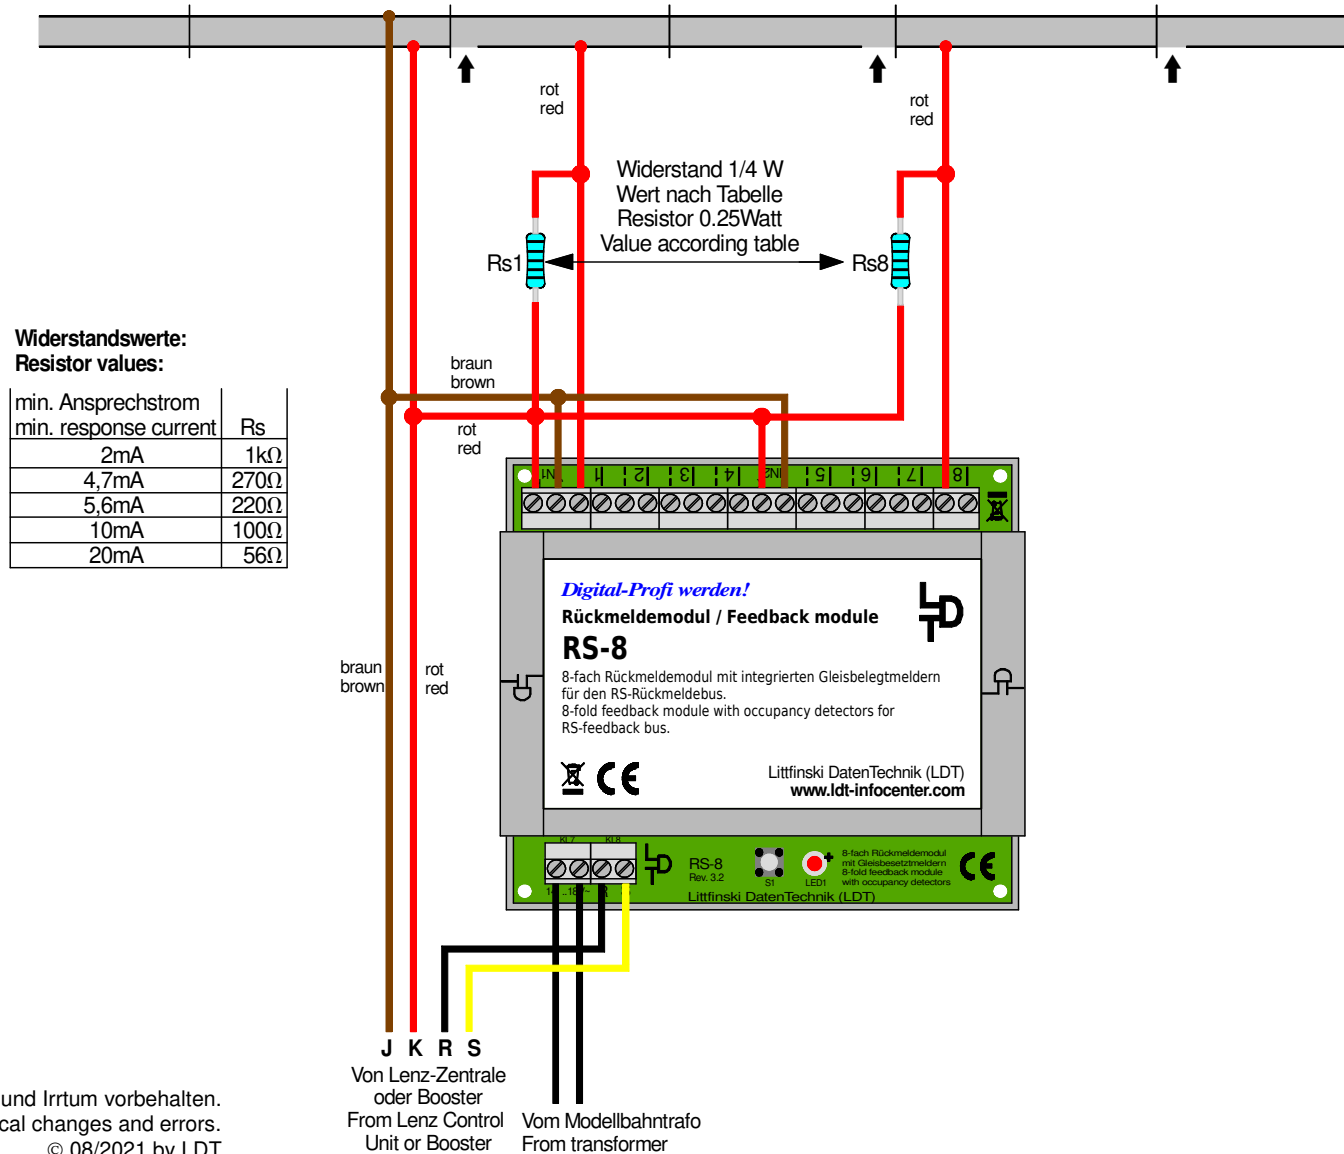 rot
red
rot
red
Widerstand 1/4 W
Wert nach Tabelle
Resistor 0.25Watt
Value according table
Rs1
Rs8
Widerstandswerte:
Resistor values:
min. Ansprechstrom
min. response current Rs
2mA 1kΩ
4,7mA 270Ω
5,6mA 220Ω
10mA 100Ω
20mA 56Ω
braun
brown
rot
red
1 2 3 4 5 6 7 8
Digital-Profi werden!
Rückmeldemodul / Feedback module
RS-8
8-fach Rückmeldemodul mit integrierten Gleisbelegtmeldern
für den RS-Rückmeldebus.
8-fold feedback module with occupancy detectors for
RS-feedback bus.
LDT
CE
Littfinski DatenTechnik (LDT)
www.ldt-infocenter.com
braun
brown
rot
red
KL7 KL8
LDT
RS-8
Rev. 3.2
S1
LED1
+
8-fach Rückmeldemodul
mit Gleisbesetztmeldern
8-fold feedback module
with occupancy detectors
CE
Littfinski DatenTechnik (LDT)
J K R S
Von Lenz-Zentrale
oder Booster
From Lenz Control
Unit or Booster
Vom Modellbahntrafo
From transformer
und Irrtum vorbehalten.
cal changes and errors.
© 08/2021 by LDT